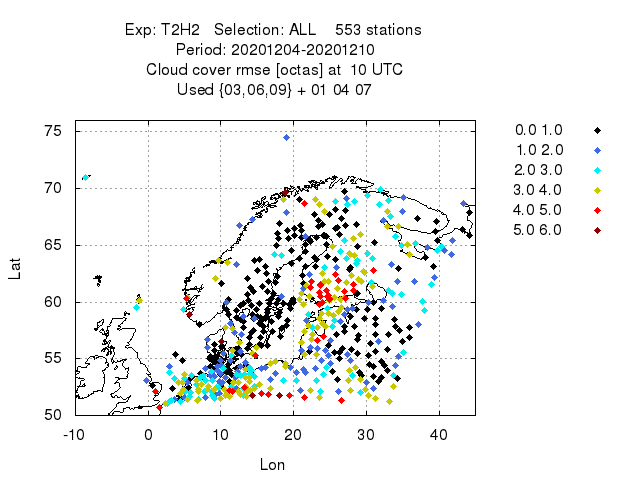 Exp: T2H2   Selection: ALL    553 stations
Period: 20201204-20201210
Cloud cover rmse [octas] at  10 UTC
Used {03,06,09} + 01 04 07
0.0 1.0
1.0 2.0
2.0 3.0
3.0 4.0
4.0 5.0
5.0 6.0
75
70
65
60
55
50
Lat
-10 0 10 20 30 40
Lon